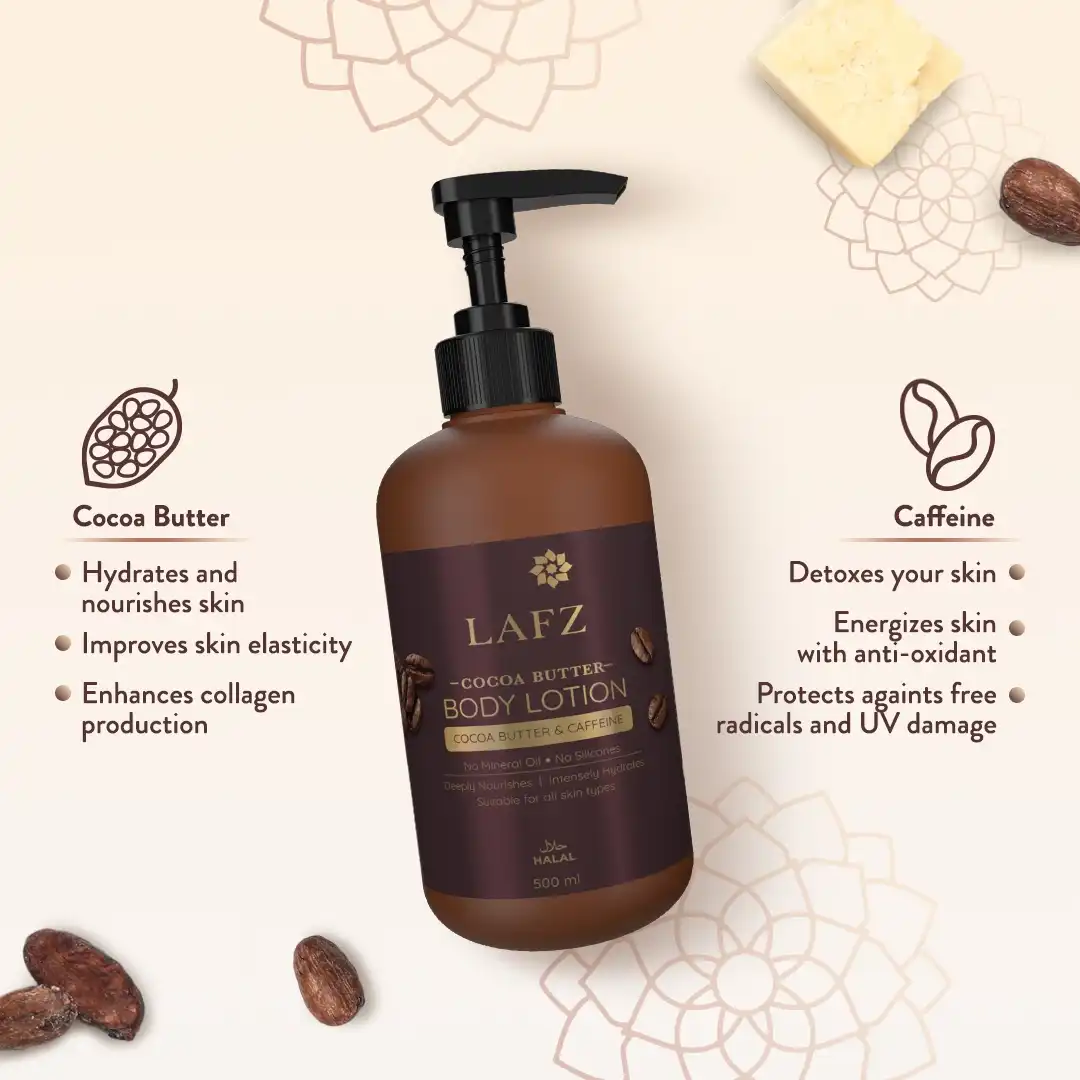 Cocoa Butter
Hydrates and
nourishes skin
Improves skin elasticity
Enhances collagen
production
LAFZ
COCOA BUTTER
BODY LOTION
COCOA BUTTER & CAFFEINE
No Mineral Oil • No Silicones
Deeply Nourishes | Intensely Hydrates
Suitable for all skin types
حلال
HALAL
500 ml
Caffeine
Detoxes your skin
Energizes skin
with anti-oxidant
Protects againts free
radicals and UV damage